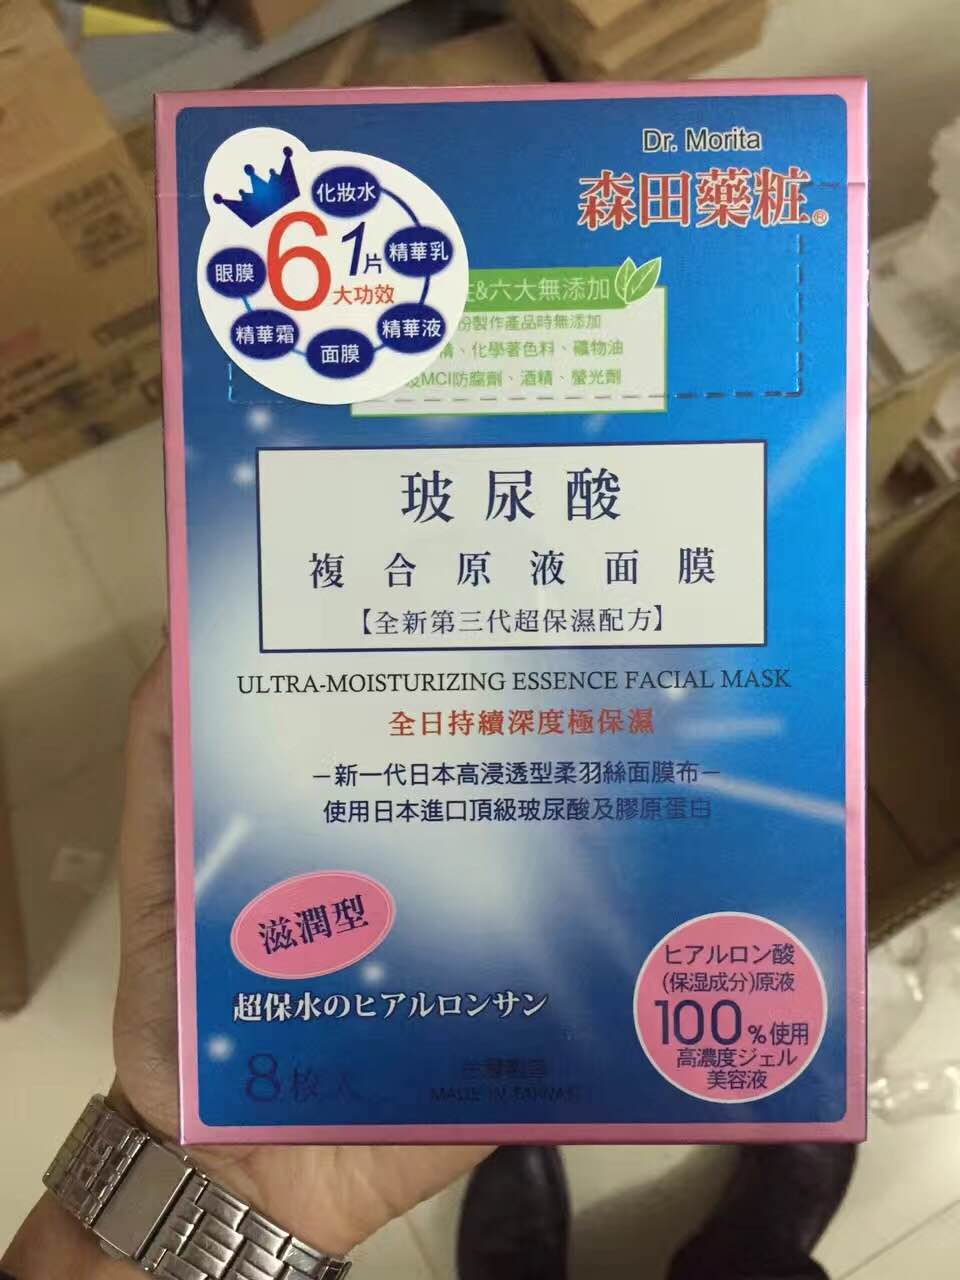 Dr. Morita
森田藥粧®
化妝水
精華乳
精華液
面膜
精華霜
眼膜
6 1片
大功效
&六大無添加
份製作產品時無添加
、化學著色料、礦物油
MCI防腐劑、酒精、螢光劑
玻尿酸
複合原液面膜
【全新第三代超保濕配方】
ULTRA-MOISTURIZING ESSENCE FACIAL MASK
全日持續深度極保濕
－新一代日本高浸透型柔羽絲面膜布－
使用日本進口頂級玻尿酸及膠原蛋白
滋潤型
超保水のヒアルロンサン
8枚入
MADE IN TAIWAN
ヒアルロン酸
(保湿成分)原液
100%使用
高濃度ジェル
美容液